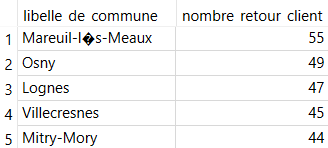 libelle de commune nombre retour client
1 Mareuil-l�s-Meaux 55
2 Osny 49
3 Lognes 47
4 Villecresnes 45
5 Mitry-Mory 44